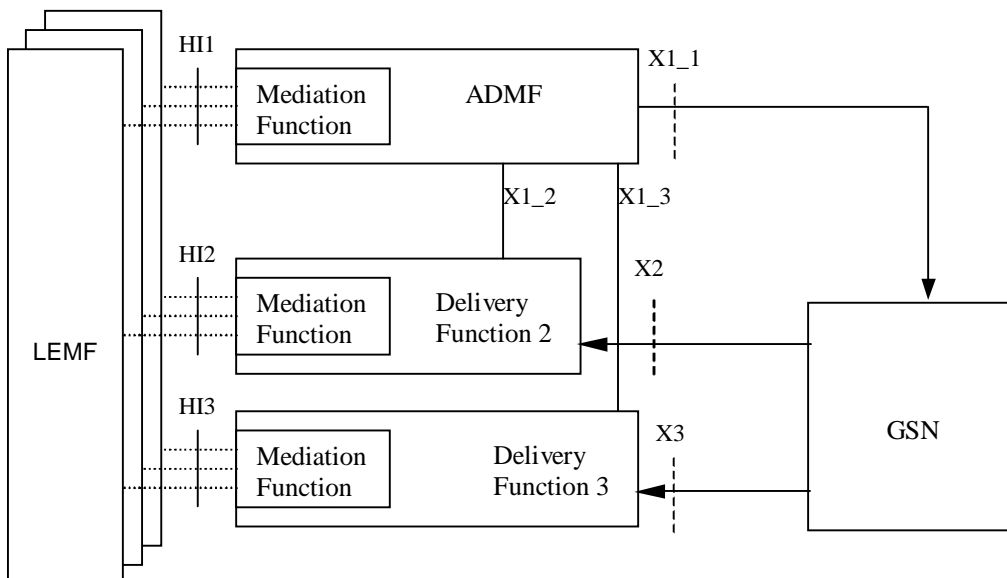 HI1
X1_1
Mediation
Function
ADMF
X1_2
X1_3
HI2
X2
Mediation
Function
Delivery
Function 2
LEMF
HI3
X3
GSN
Mediation
Function
Delivery
Function 3